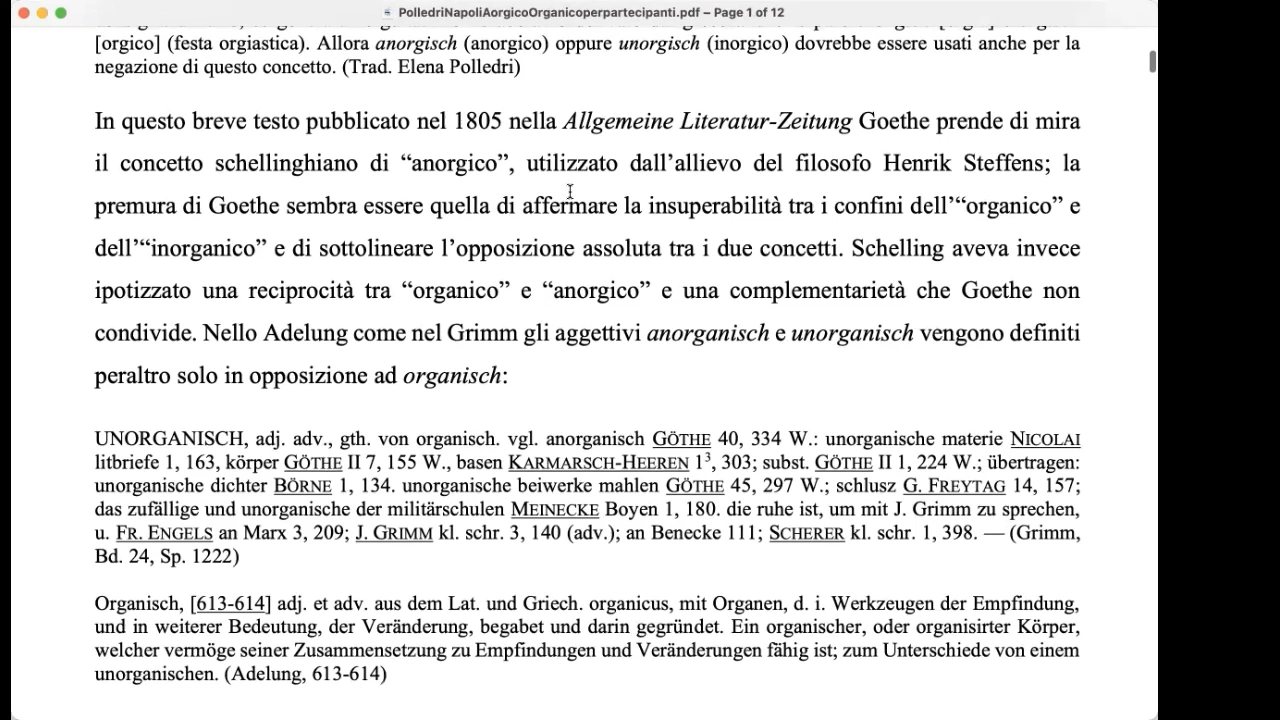 PolledriNapoliAorgicoOrganicoperpartecipanti.pdf – Page 1 of 12
[orgico] (festa orgiastica). Allora anorgisch (anorgico) oppure unorgisch (inorgico) dovrebbe essere usati anche per la
negazione di questo concetto. (Trad. Elena Polledri)
In questo breve testo pubblicato nel 1805 nella Allgemeine Literatur-Zeitung Goethe prende di mira
il concetto schellinghiano di “anorgico”, utilizzato dall’allievo del filosofo Henrik Steffens; la
premura di Goethe sembra essere quella di affermare la insuperabilità tra i confini dell’“organico” e
dell’“inorganico” e di sottolineare l’opposizione assoluta tra i due concetti. Schelling aveva invece
ipotizzato una reciprocità tra “organico” e “anorgico” e una complementarietà che Goethe non
condivide. Nello Adelung come nel Grimm gli aggettivi anorganisch e unorganisch vengono definiti
peraltro solo in opposizione ad organisch:
UNORGANISCH, adj. adv., gth. von organisch. vgl. anorganisch GÖTHE 40, 334 W.: unorganische materie NICOLAI
litbriefe 1, 163, körper GÖTHE II 7, 155 W., basen KARMARSCH-HEEREN 1³, 303; subst. GÖTHE II 1, 224 W.; übertragen:
unorganische dichter BÖRNE 1, 134. unorganische beiwerke mahlen GÖTHE 45, 297 W.; schlusz G. FREYTAG 14, 157;
das zufällige und unorganische der militärschulen MEINECKE Boyen 1, 180. die ruhe ist, um mit J. Grimm zu sprechen,
u. FR. ENGELS an Marx 3, 209; J. GRIMM kl. schr. 3, 140 (adv.); an Benecke 111; SCHERER kl. schr. 1, 398. — (Grimm,
Bd. 24, Sp. 1222)
Organisch, [613-614] adj. et adv. aus dem Lat. und Griech. organicus, mit Organen, d. i. Werkzeugen der Empfindung,
und in weiterer Bedeutung, der Veränderung, begabet und darin gegründet. Ein organischer, oder organisirter Körper,
welcher vermöge seiner Zusammensetzung zu Empfindungen und Veränderungen fähig ist; zum Unterschiede von einem
unorganischen. (Adelung, 613-614)